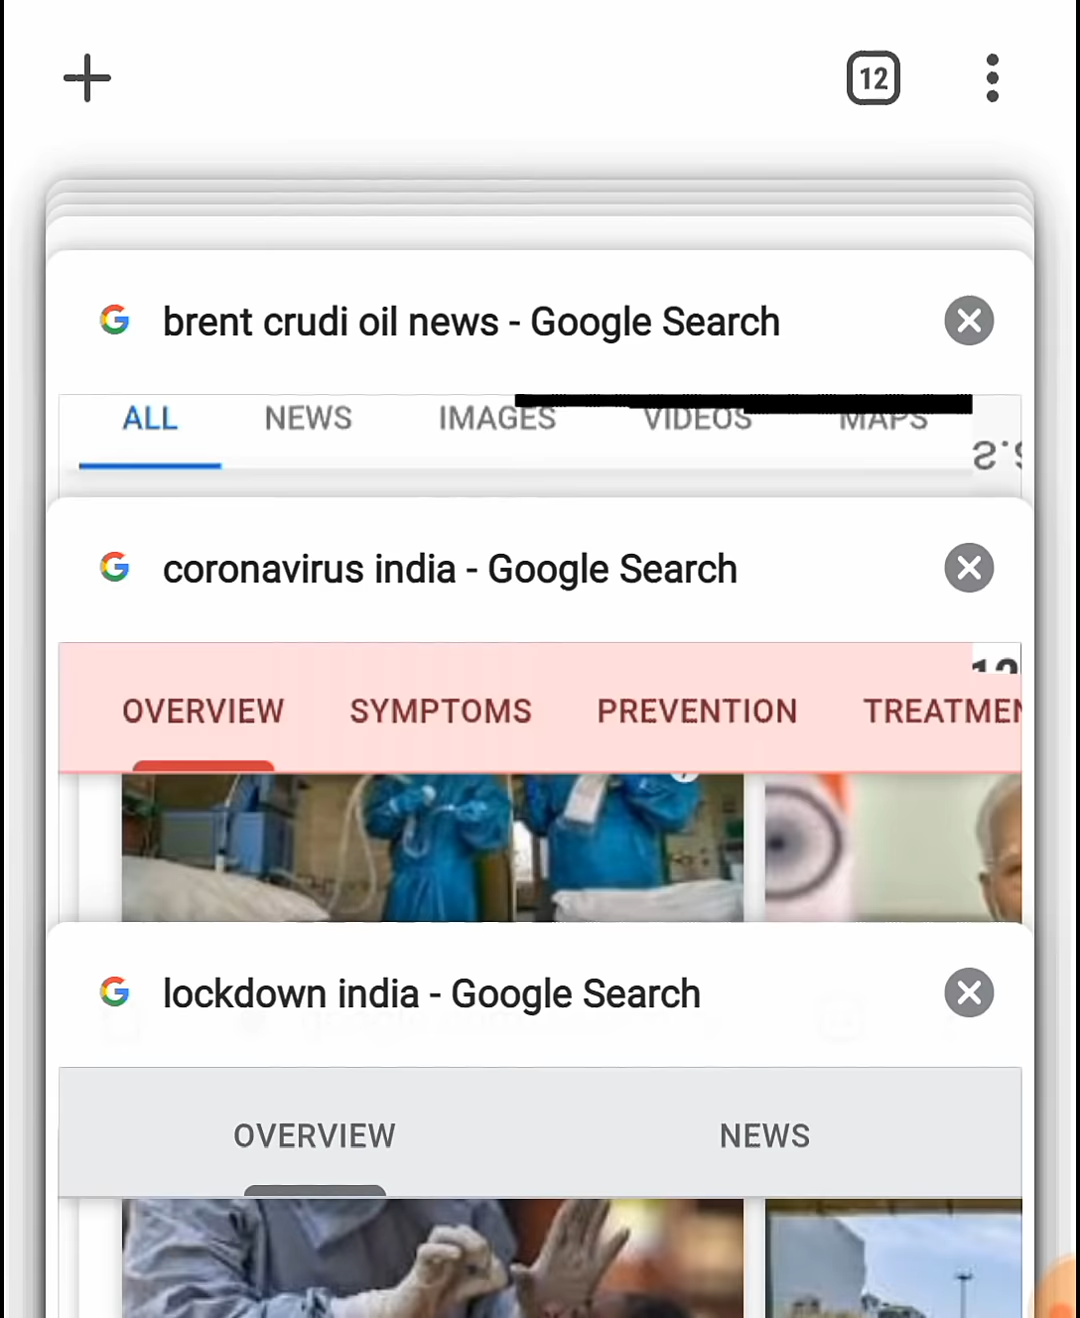 12
brent crudi oil news - Google Search
ALL NEWS IMAGES VIDEOS MAPS
coronavirus india - Google Search
OVERVIEW SYMPTOMS PREVENTION TREATMEN
lockdown india - Google Search
OVERVIEW NEWS